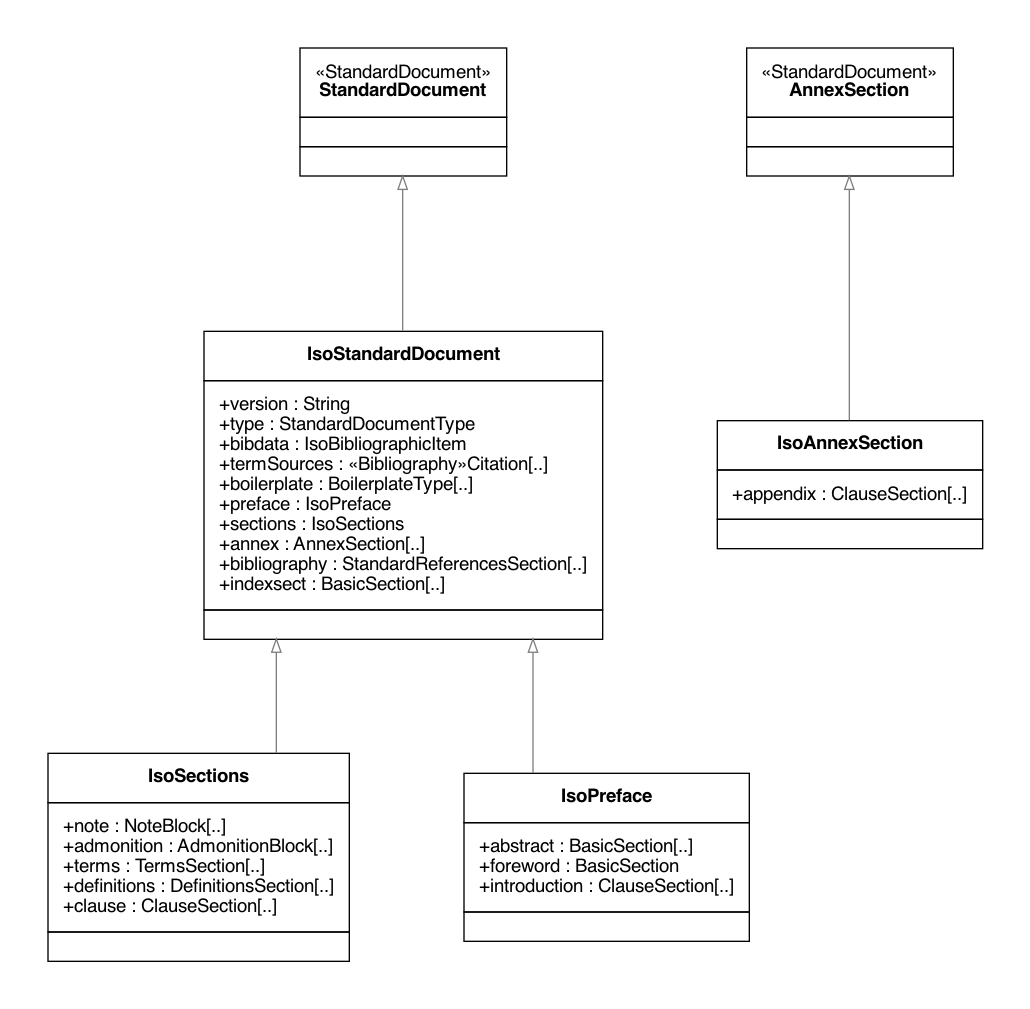 «StandardDocument»
StandardDocument
«StandardDocument»
AnnexSection
IsoStandardDocument
+version : String
+type : StandardDocumentType
+bibdata : IsoBibliographicItem
+termSources : «Bibliography»Citation[..]
+boilerplate : BoilerplateType[..]
+preface : IsoPreface
+sections : IsoSections
+annex : AnnexSection[..]
+bibliography : StandardReferencesSection[..]
+indexsect : BasicSection[..]
IsoAnnexSection
+appendix : ClauseSection[..]
IsoSections
+note : NoteBlock[..]
+admonition : AdmonitionBlock[..]
+terms : TermsSection[..]
+definitions : DefinitionsSection[..]
+clause : ClauseSection[..]
IsoPreface
+abstract : BasicSection[..]
+foreword : BasicSection
+introduction : ClauseSection[..]